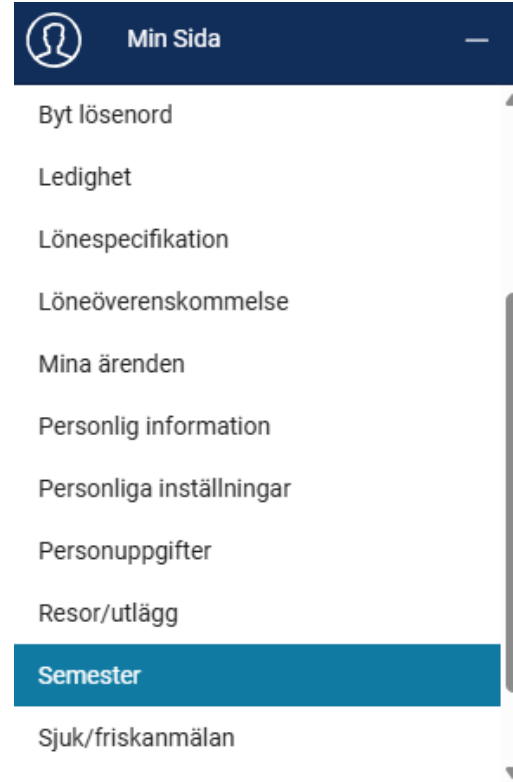 Min Sida
Byt lösenord
Ledighet
Lönespecifikation
Löneöverenskommelse
Mina ärenden
Personlig information
Personliga inställningar
Personuppgifter
Resor/utlägg
Semester
Sjuk/friskanmälan